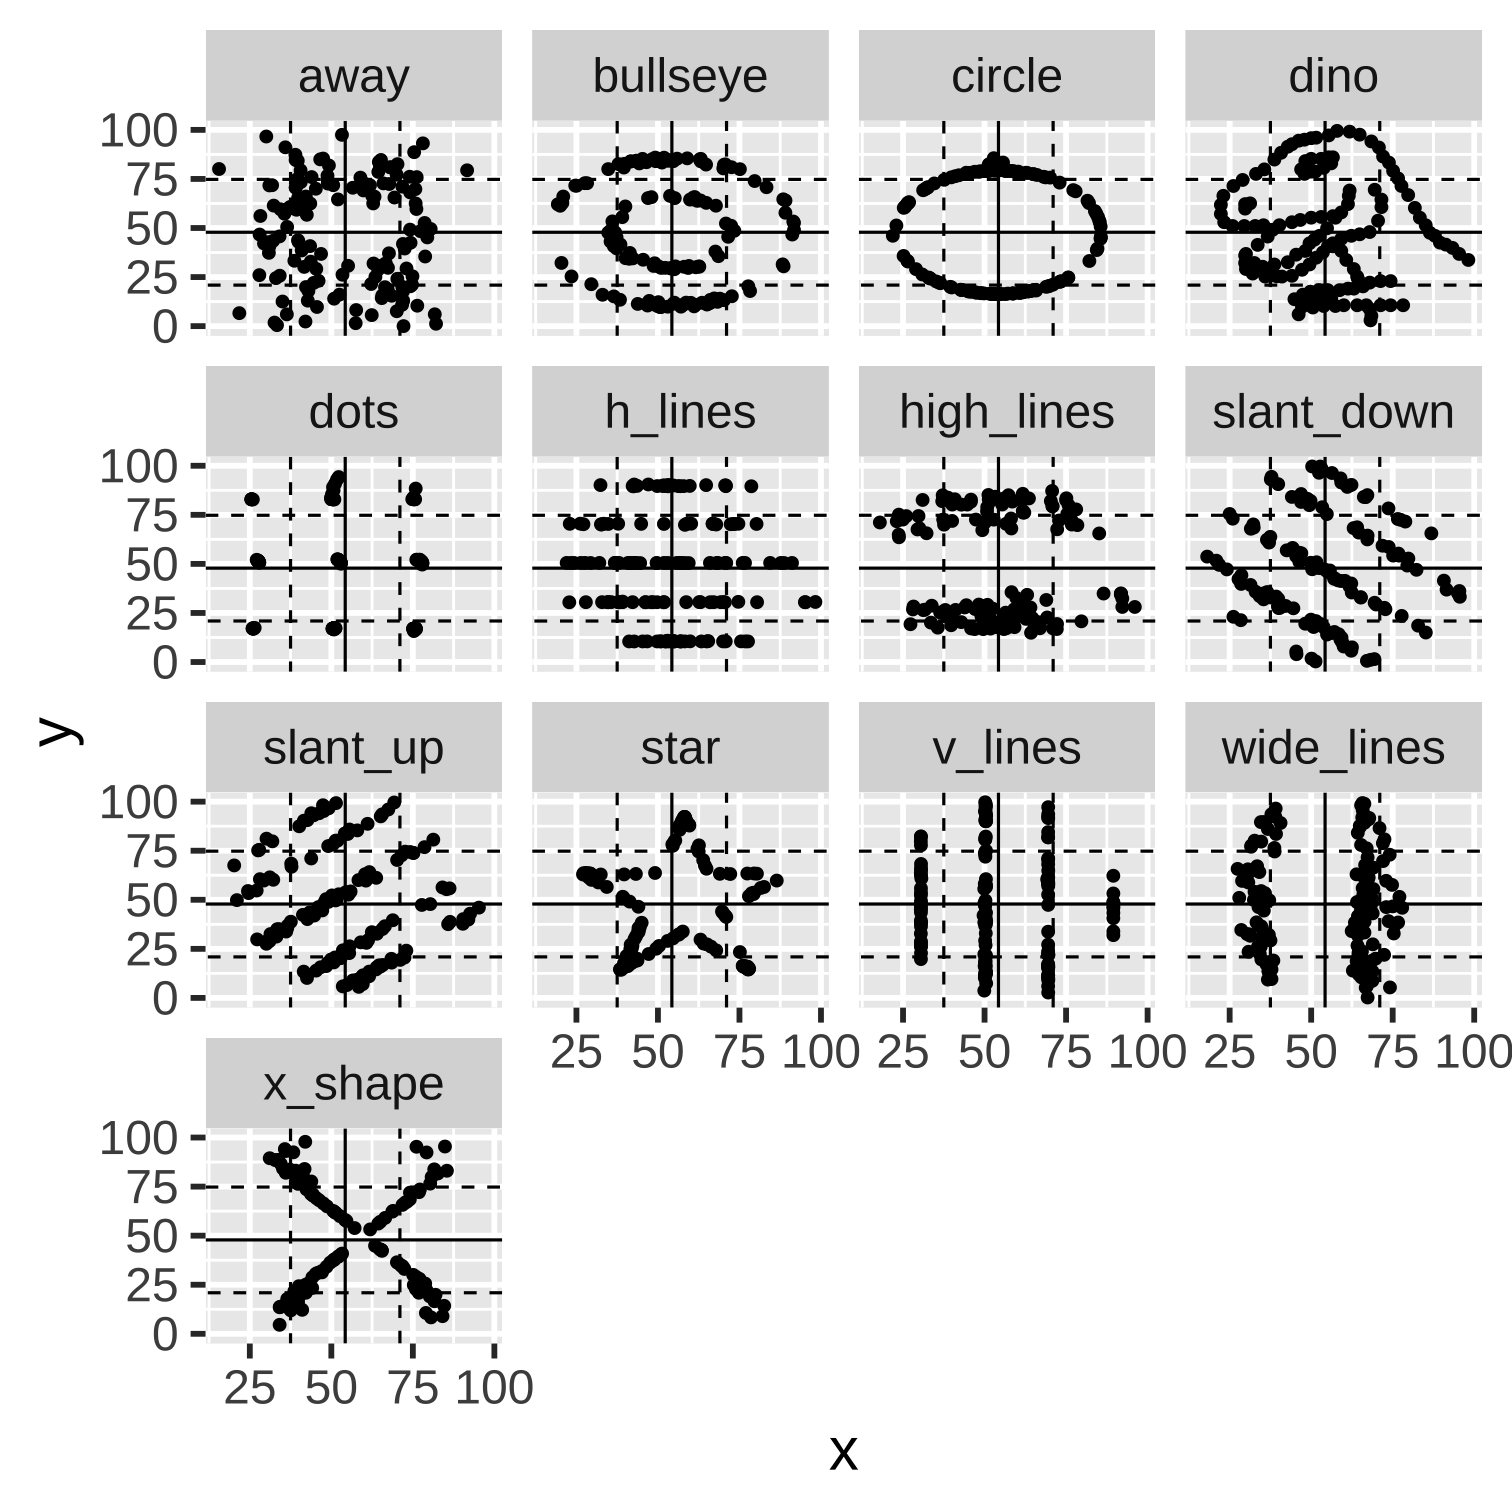 away bullseye circle dino
100
75
50
25
0
dots h_lines high_lines slant_down
100
75
50
25
0
slant_up star v_lines wide_lines
100
75
50
25
0
25 50 75 100 25 50 75 100 25 50 75 100
x_shape
100
75
50
25
0
25 50 75 100
y
x